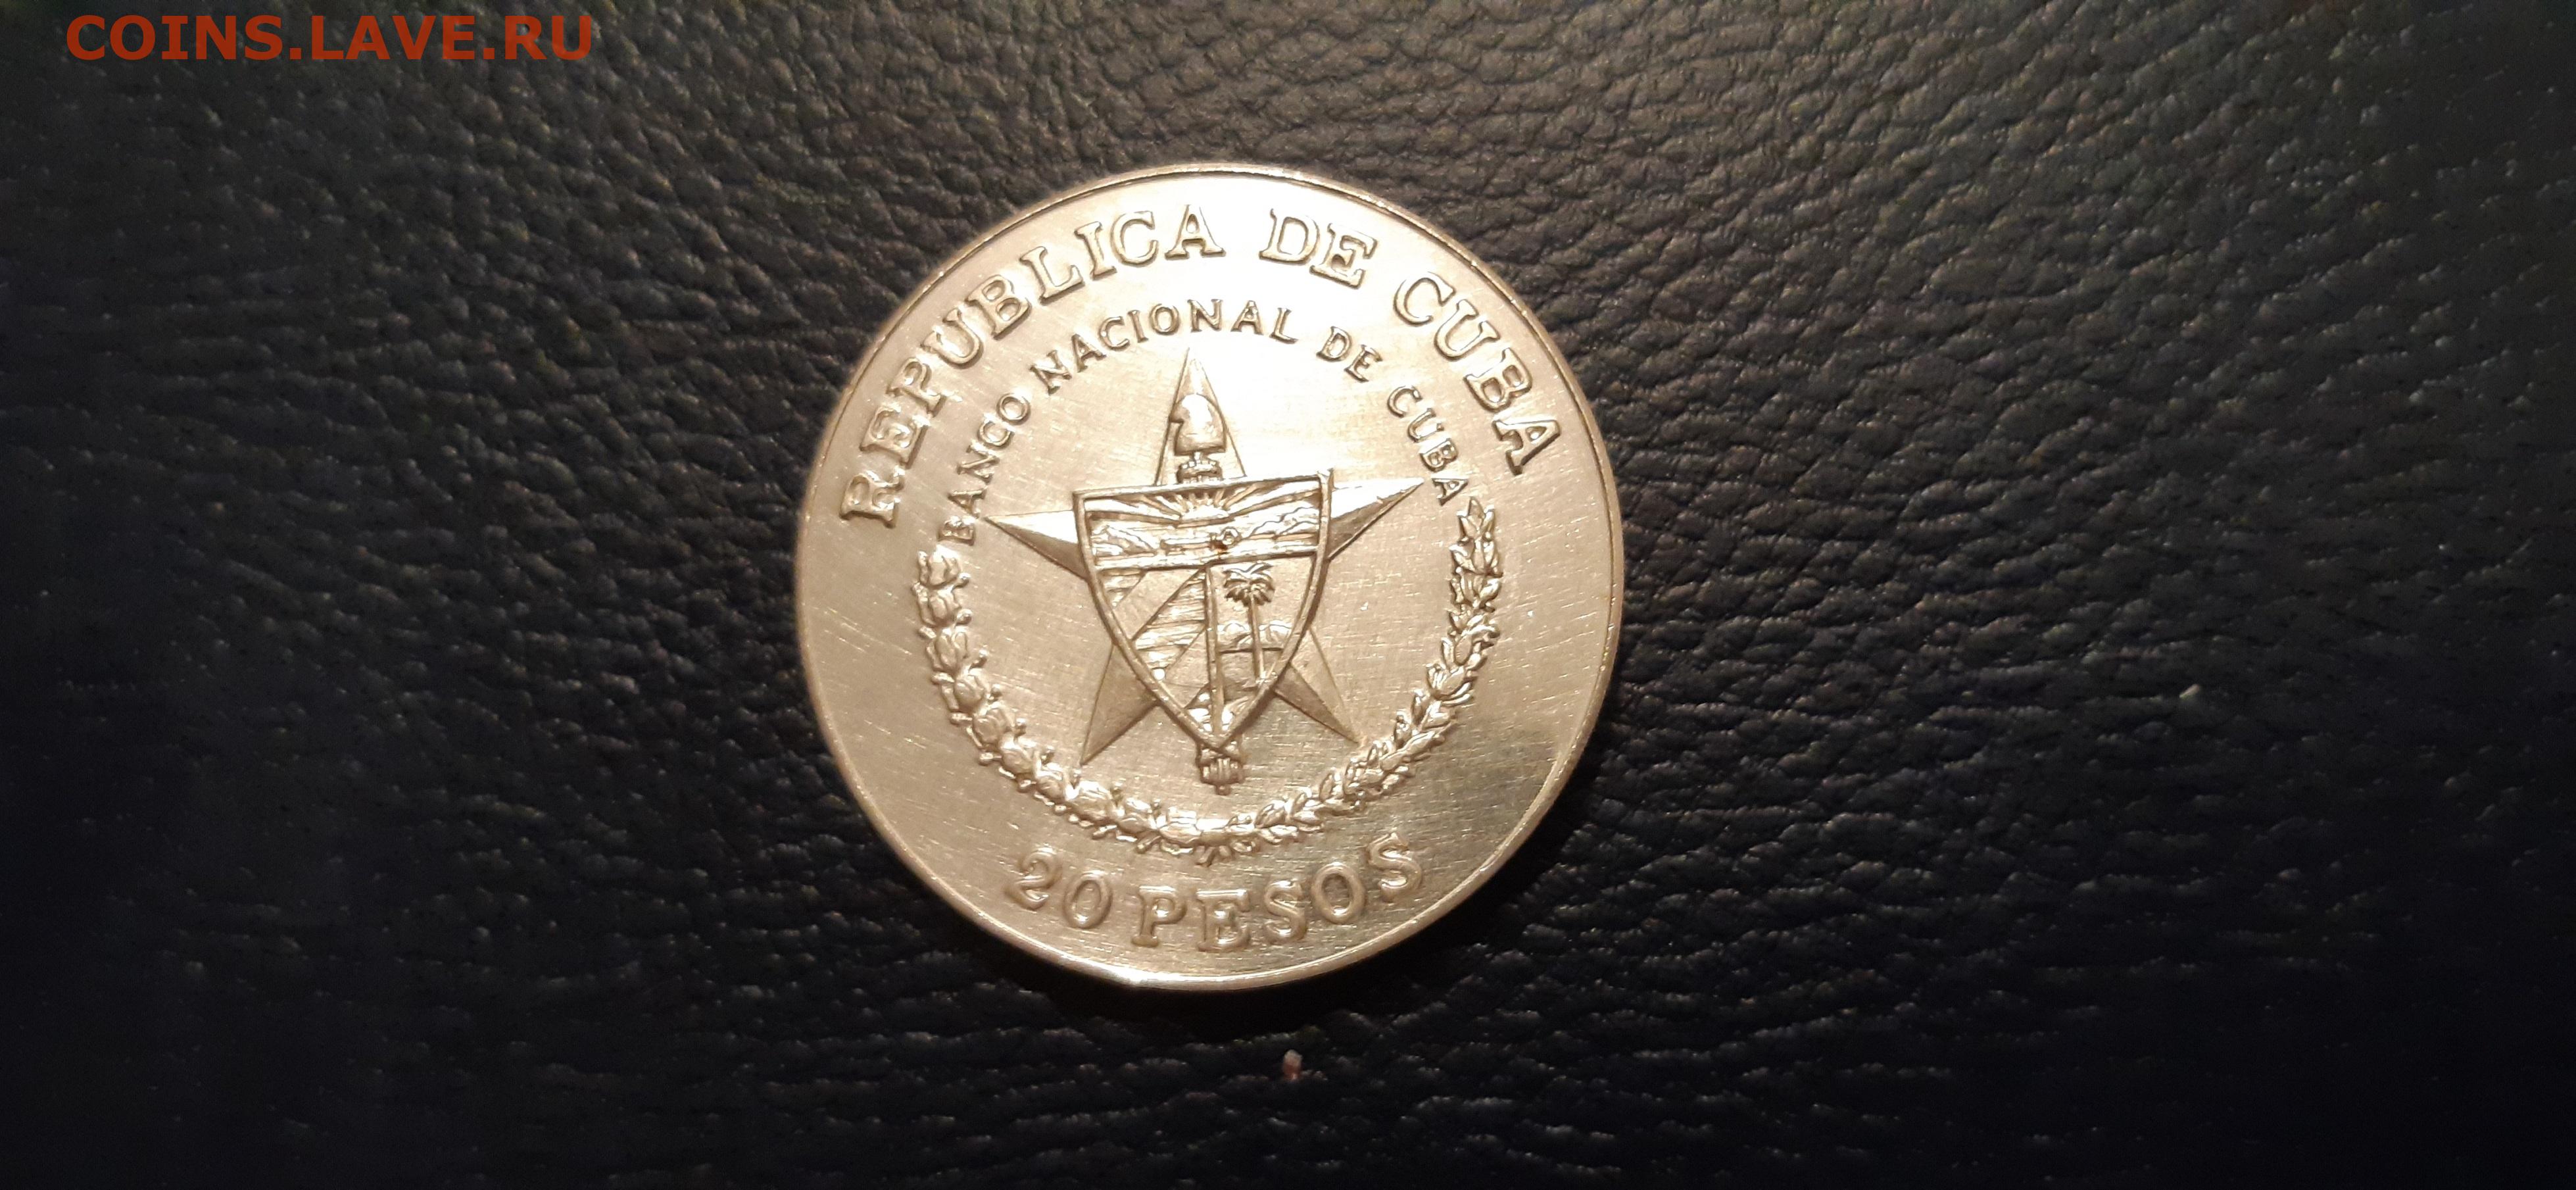 COINS.LAVE.RU
REPUBLICA DE CUBA
BANCO NACIONAL DE CUBA
20 PESOS